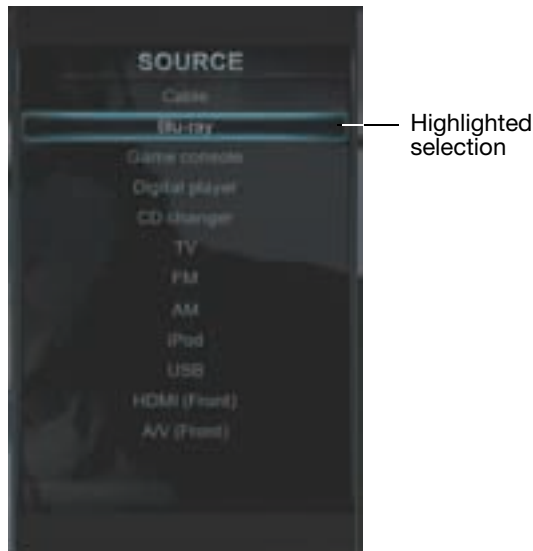 SOURCE
Cable
Blu-ray
Highlighted
selection
Game console
Digital player
CD changer
TV
FM
AM
iPod
USB
HDMI (Front)
A/V (Front)